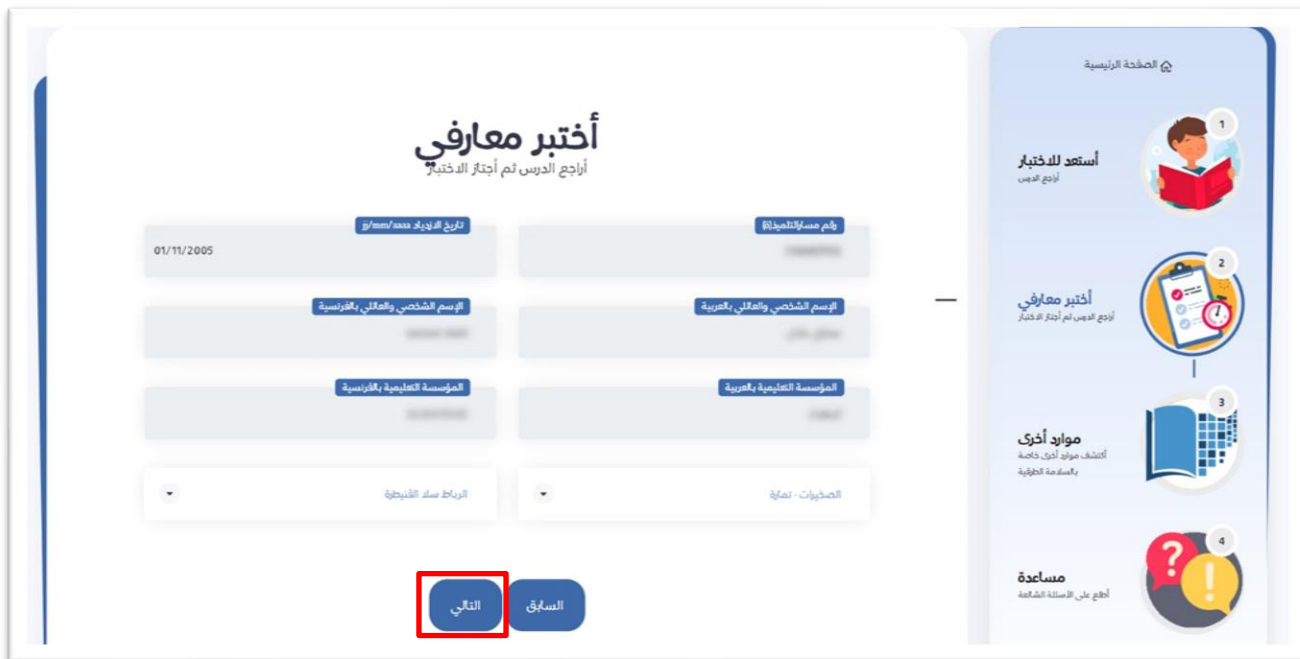 الصفحة الرئيسية
1
أستعد للاختبار
أراجع الدرس
2
أختبر معارفي
أراجع الدرس ثم أجتاز الاختبار
3
موارد أخرى
أكتشف موارد أخرى خاصة
بالسلامة الطرقية
4
مساعدة
أطلع على الأسئلة الشائعة
أختبر معارفي
أراجع الدرس ثم أجتاز الاختبار
رقم مسار التلميذ(ة)
تاريخ الازدياد jj/mm/aaaa
01/11/2005
الإسم الشخصي والعائلي بالعربية
الإسم الشخصي والعائلي بالفرنسية
المؤسسة التعليمية بالعربية
المؤسسة التعليمية بالفرنسية
الصخيرات - تمارة
الرباط سلا القنيطرة
السابق
التالي